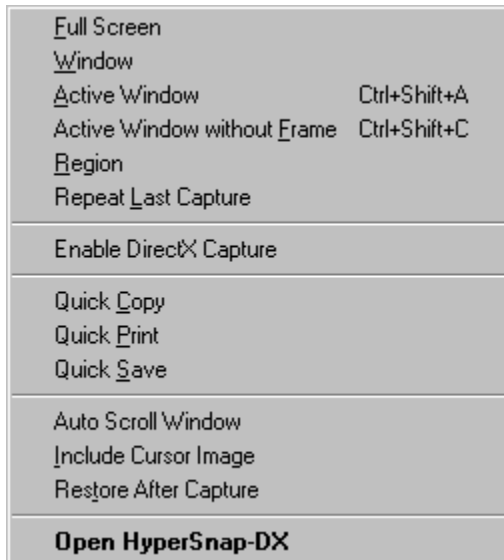 Full Screen
Window
Active Window Ctrl+Shift+A
Active Window without Frame Ctrl+Shift+C
Region
Repeat Last Capture
Enable DirectX Capture
Quick Copy
Quick Print
Quick Save
Auto Scroll Window
Include Cursor Image
Restore After Capture
Open HyperSnap-DX